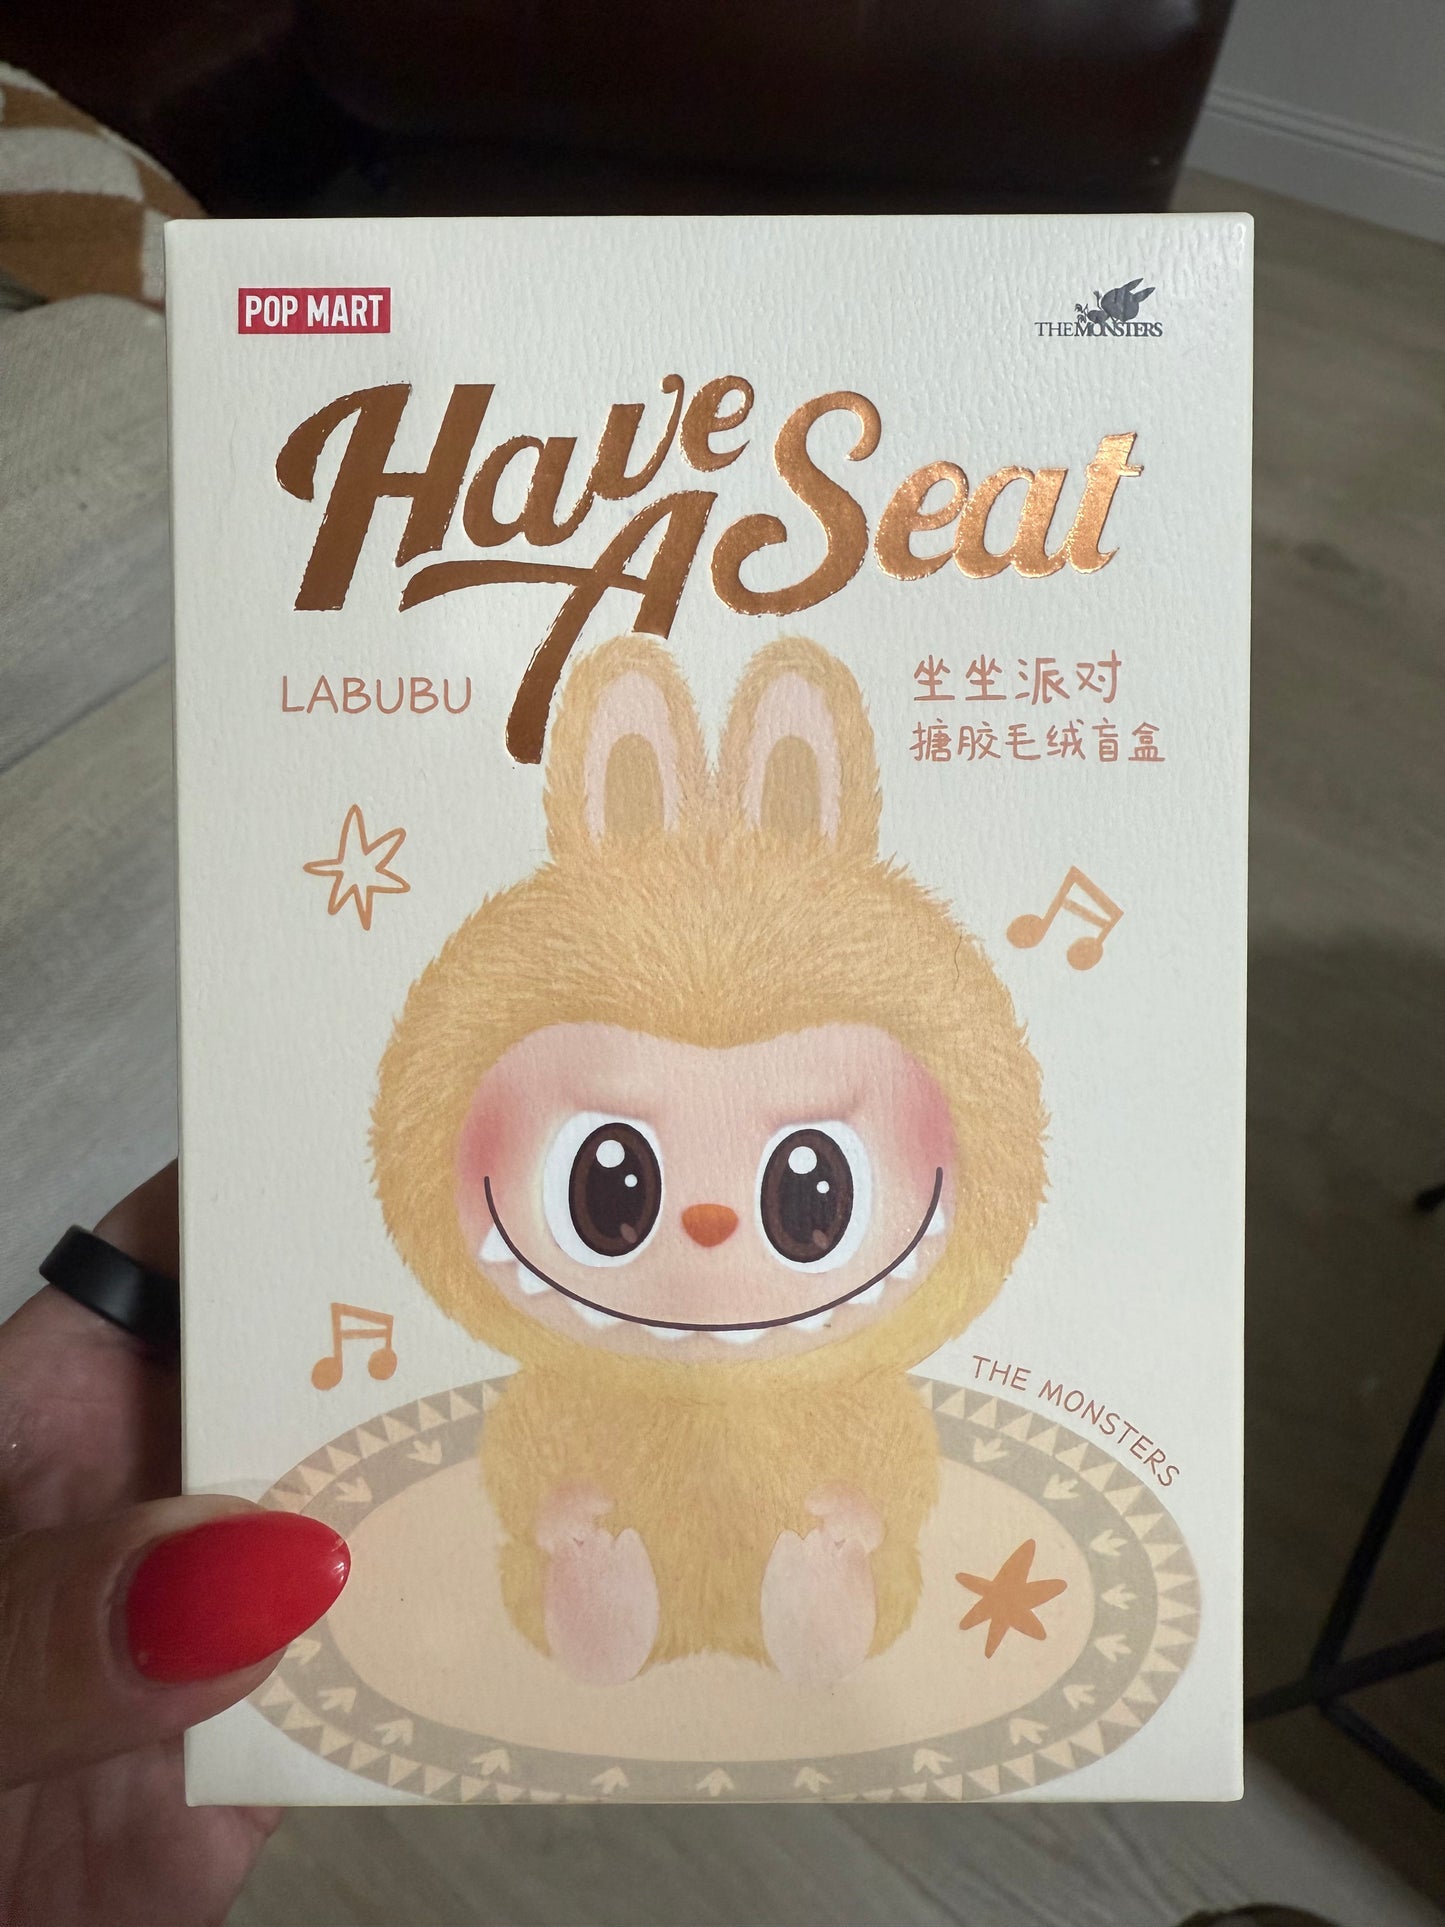 POP MART
THE MONSTERS
Have A Seat
LABUBU
坐坐派对
搪胶毛绒盲盒
THE MONSTERS